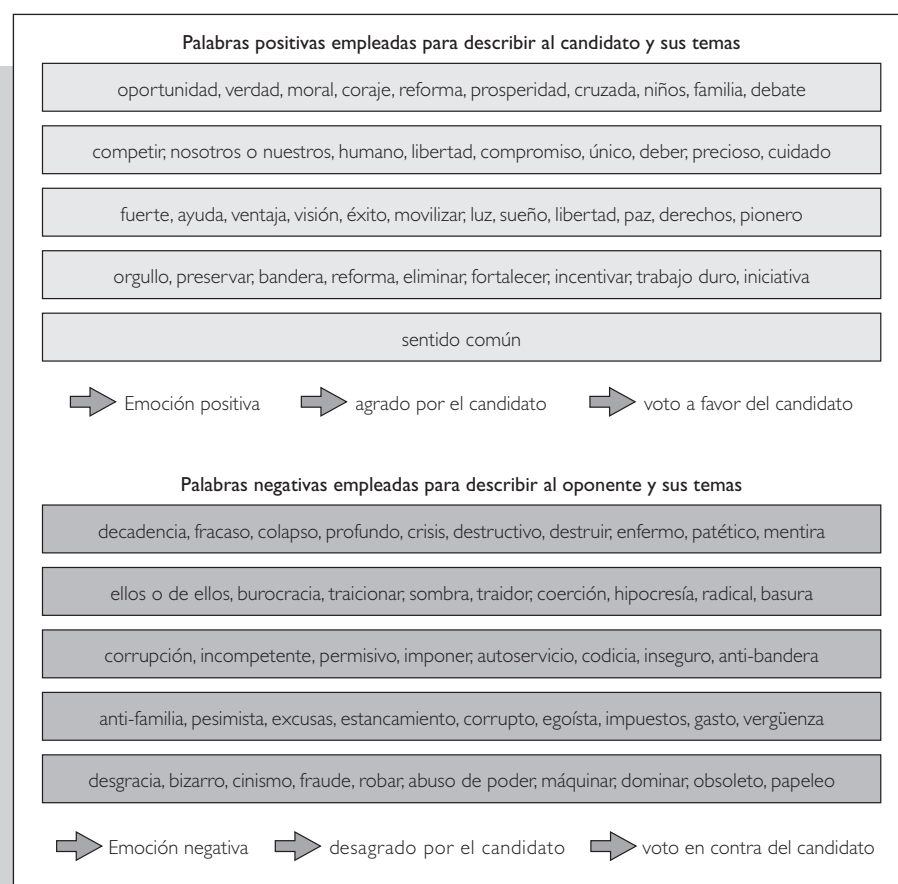 Palabras positivas empleadas para describir al candidato y sus temas
oportunidad, verdad, moral, coraje, reforma, prosperidad, cruzada, niños, familia, debate
competir, nosotros o nuestros, humano, libertad, compromiso, único, deber, precioso, cuidado
fuerte, ayuda, ventaja, visión, éxito, movilizar, luz, sueño, libertad, paz, derechos, pionero
orgullo, preservar, bandera, reforma, eliminar, fortalecer, incentivar, trabajo duro, iniciativa
sentido común
Emoción positiva agrado por el candidato voto a favor del candidato
Palabras negativas empleadas para describir al oponente y sus temas
decadencia, fracaso, colapso, profundo, crisis, destructivo, destruir, enfermo, patético, mentira
ellos o de ellos, burocracia, traicionar, sombra, traidor, coerción, hipocresía, radical, basura
corrupción, incompetente, permisivo, imponer, autoservicio, codicia, inseguro, anti-bandera
anti-familia, pesimista, excusas, estancamiento, corrupto, egoísta, impuestos, gasto, vergüenza
desgracia, bizarro, cinismo, fraude, robar, abuso de poder, máquinar, dominar, obsoleto, papeleo
Emoción negativa desagrado por el candidato voto en contra del candidato